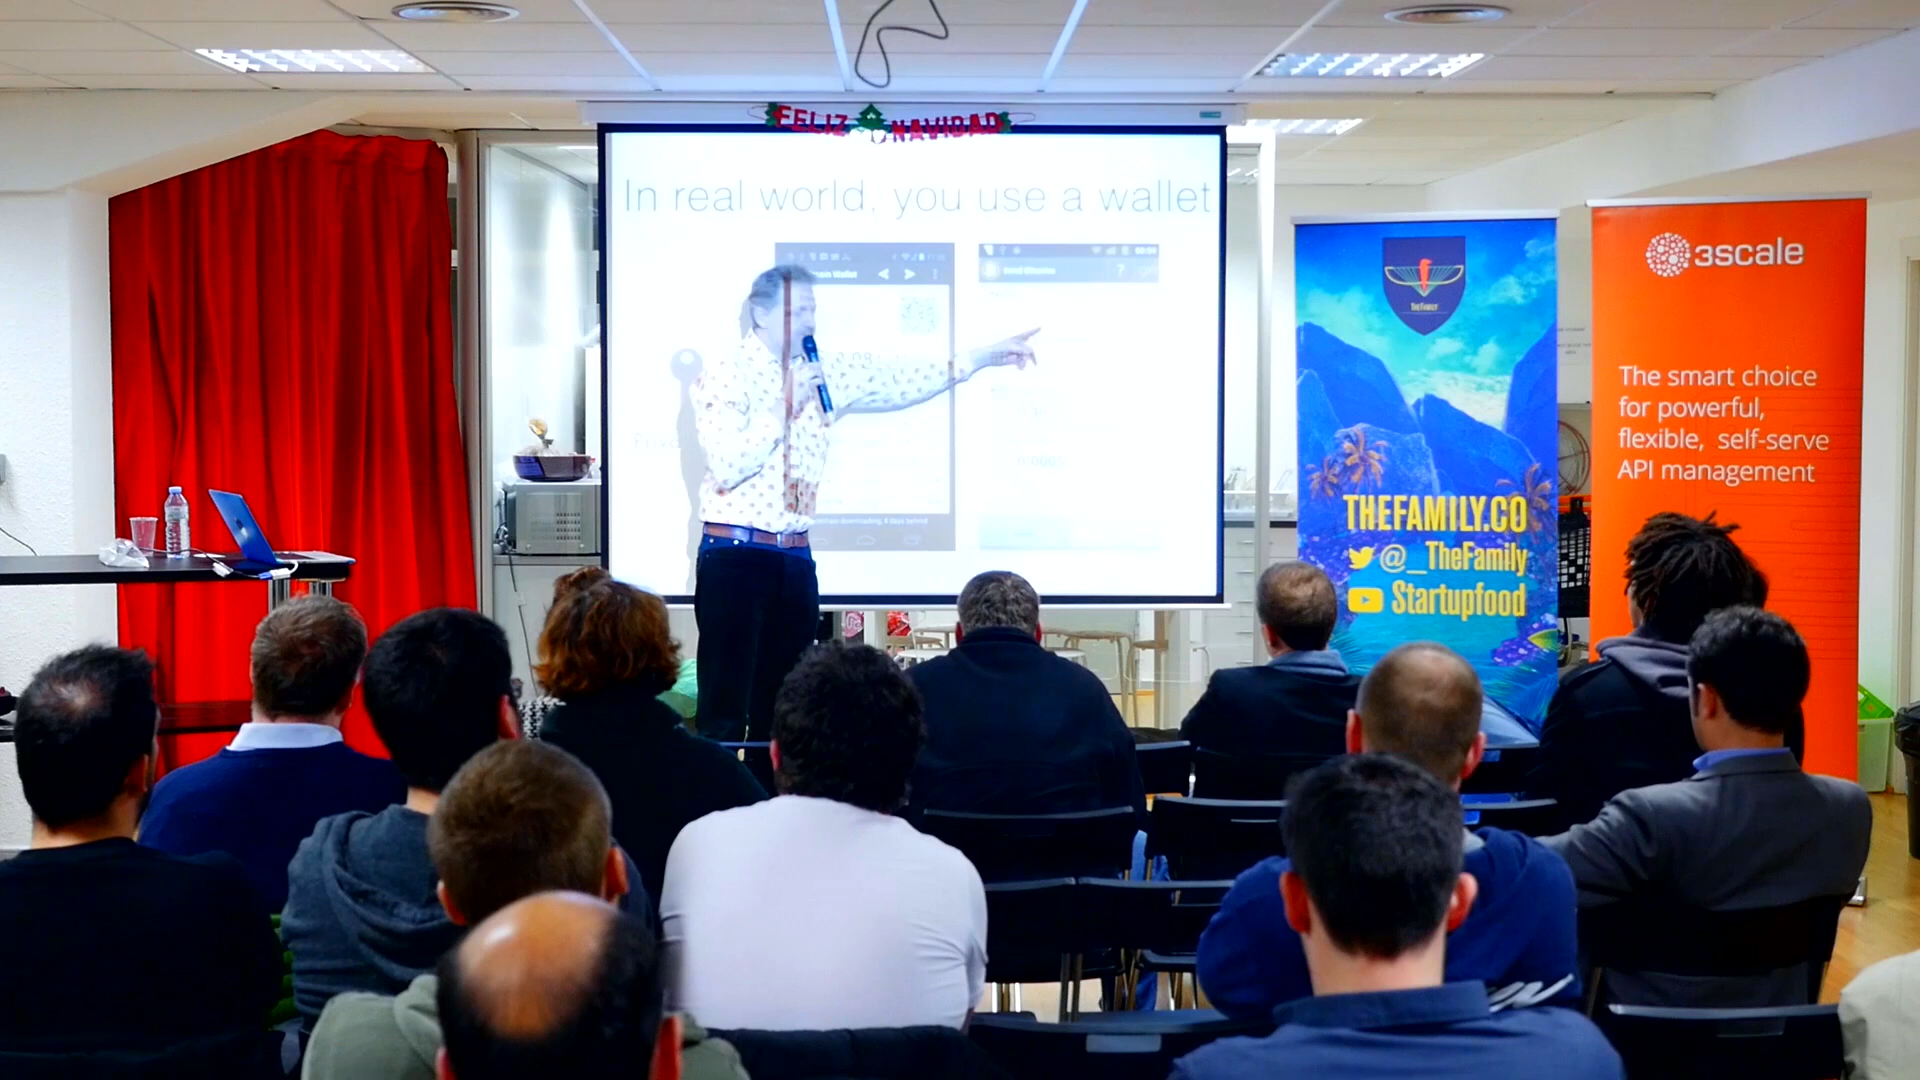 FELIZ NAVIDAD
In real world, you use a wallet
THEFAMILY
THEFAMILY.CO
@_TheFamily
Startupfood
3scale
The smart choice
for powerful,
flexible, self-serve
API management